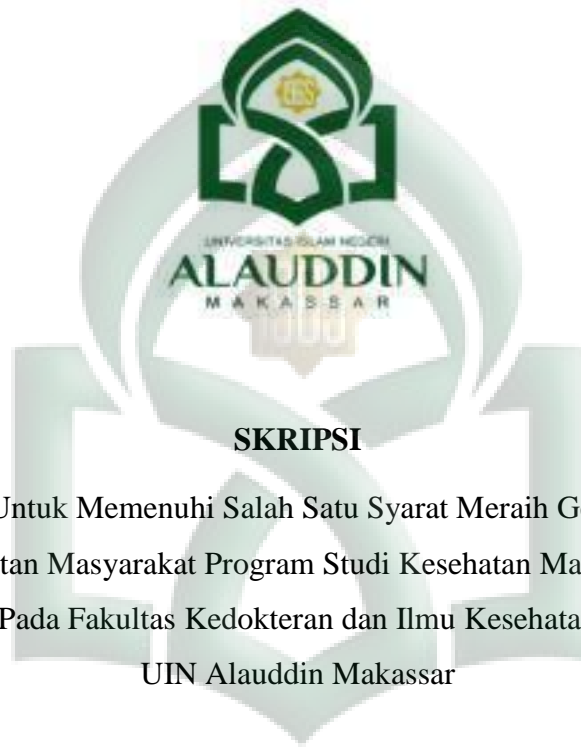 UNIVERSITAS ISLAM NEGERI
ALAUDDIN
MAKASSAR
SKRIPSI
Untuk Memenuhi Salah Satu Syarat Meraih
Masyarakat Program Studi Kesehatan
Pada Fakultas Kedokteran dan Ilmu
UIN Alauddin Makassar